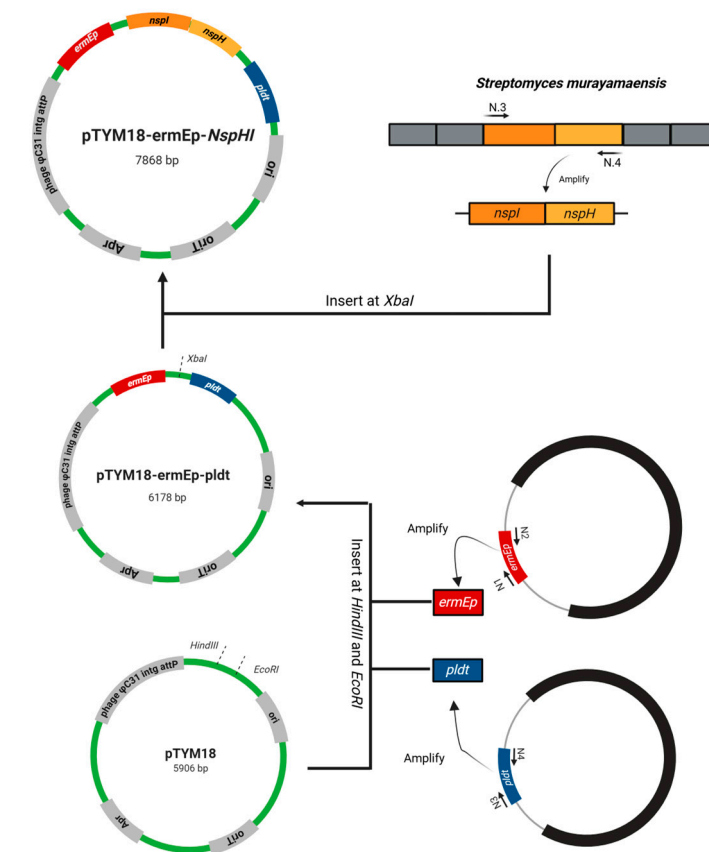 nspI
nspH
ermEp
pldt
pTYM18-ermEp-NspHI
7868 bp
phage φC31 intg attP
ori
Apr
oriT
Streptomyces murayamaensis
N.3
N.4
Amplify
nspI
nspH
Insert at XbaI
XbaI
ermEp
pldt
phage φC31 intg attP
pTYM18-ermEp-pldt
6178 bp
ori
Apr
oriT
Insert at HindIII and EcoRI
Amplify
N2
ermEp
N1
ermEp
pldt
HindIII
EcoRI
phage φC31 intg attP
ori
pTYM18
5906 bp
Apr
oriT
Amplify
N4
pldt
N3